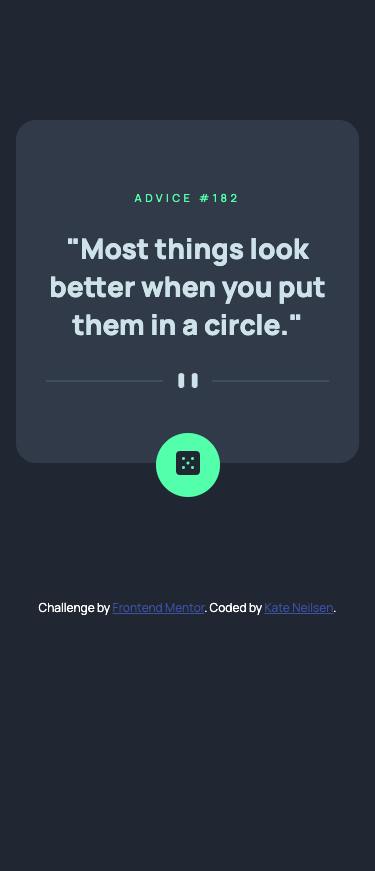 ADVICE #182
"Most things look
better when you put
them in a circle."
Challenge by Frontend Mentor. Coded by Kate Neilsen.